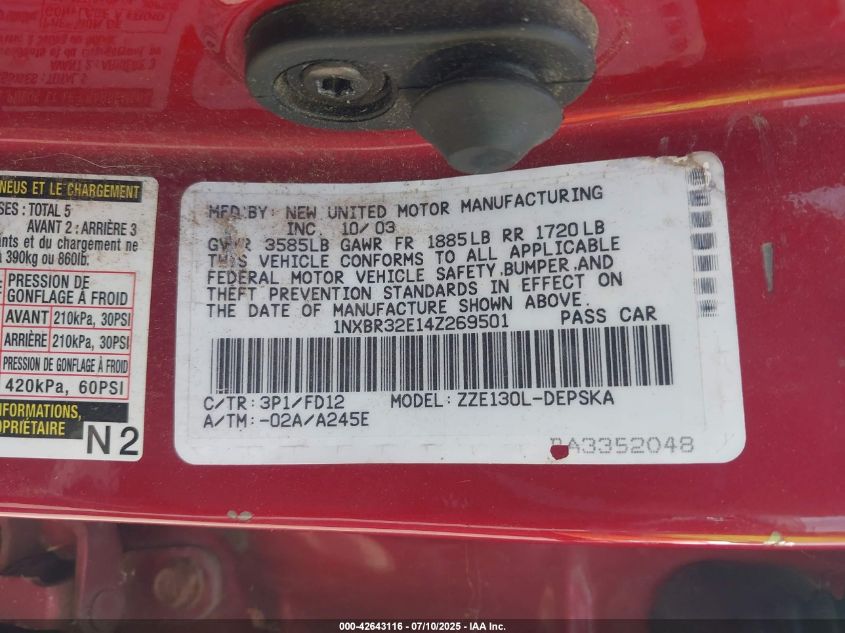 NEUS ET LE CHARGEMENT
SES : TOTAL 5
AVANT 2 : ARRIÈRE 3
nts et du chargement ne
à 390kg ou 860lb.
PRESSION DE
GONFLAGE À FROID
AVANT 210kPa, 30PSI
ARRIÈRE 210kPa, 30PSI
PRESSION DE GONFLAGE À FROID
420kPa, 60PSI
FORMATIONS,
OPRIÉTAIRE
N2
MFD.BY: NEW UNITED MOTOR MANUFACTURING
INC. 10/03
GVWR 3585LB GAWR FR 1885LB RR 1720LB
THIS VEHICLE CONFORMS TO ALL APPLICABLE
FEDERAL MOTOR VEHICLE SAFETY,BUMPER,AND
THEFT PREVENTION STANDARDS IN EFFECT ON
THE DATE OF MANUFACTURE SHOWN ABOVE.
1NXBR32E14Z269501 PASS CAR
C/TR: 3P1/FD12 MODEL: ZZE130L-DEPSKA
A/TM: -02A/A245E
A3352048
000-42643116 - 07/10/2025 - IAA Inc.